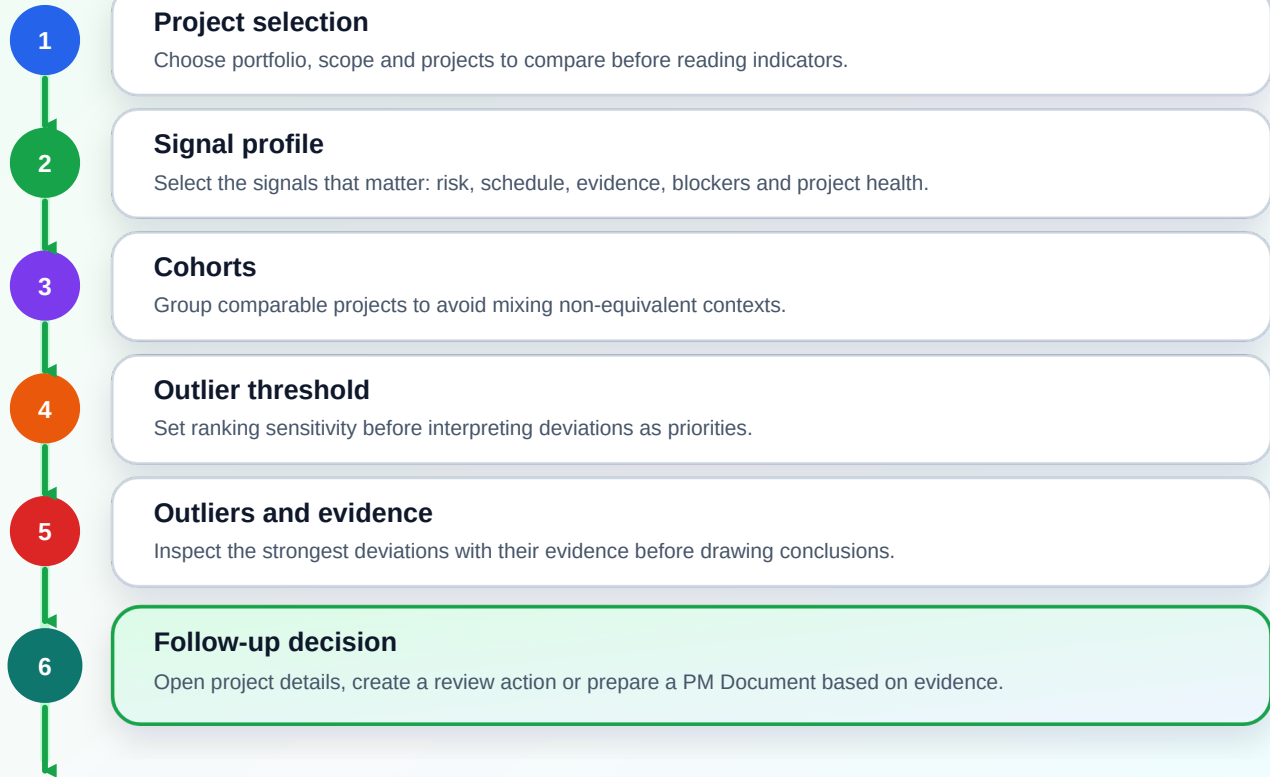 1
Project selection
Choose portfolio, scope and projects to compare before reading indicators.
2
Signal profile
Select the signals that matter: risk, schedule, evidence, blockers and project health.
3
Cohorts
Group comparable projects to avoid mixing non-equivalent contexts.
4
Outlier threshold
Set ranking sensitivity before interpreting deviations as priorities.
5
Outliers and evidence
Inspect the strongest deviations with their evidence before drawing conclusions.
6
Follow-up decision
Open project details, create a review action or prepare a PM Document based on evidence.